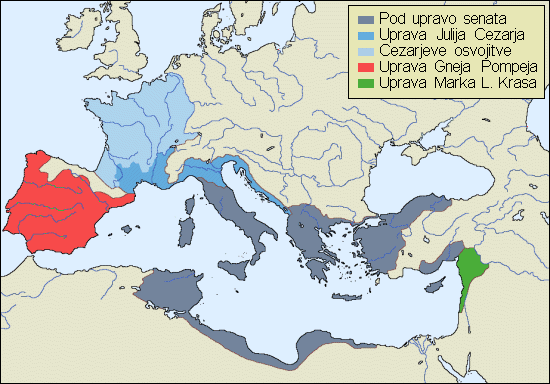 Pod upravo senata
Uprava Julija Cezarja
Cezarjeve osvojitve
Uprava Gneja Pompeja
Uprava Marka L. Krasa